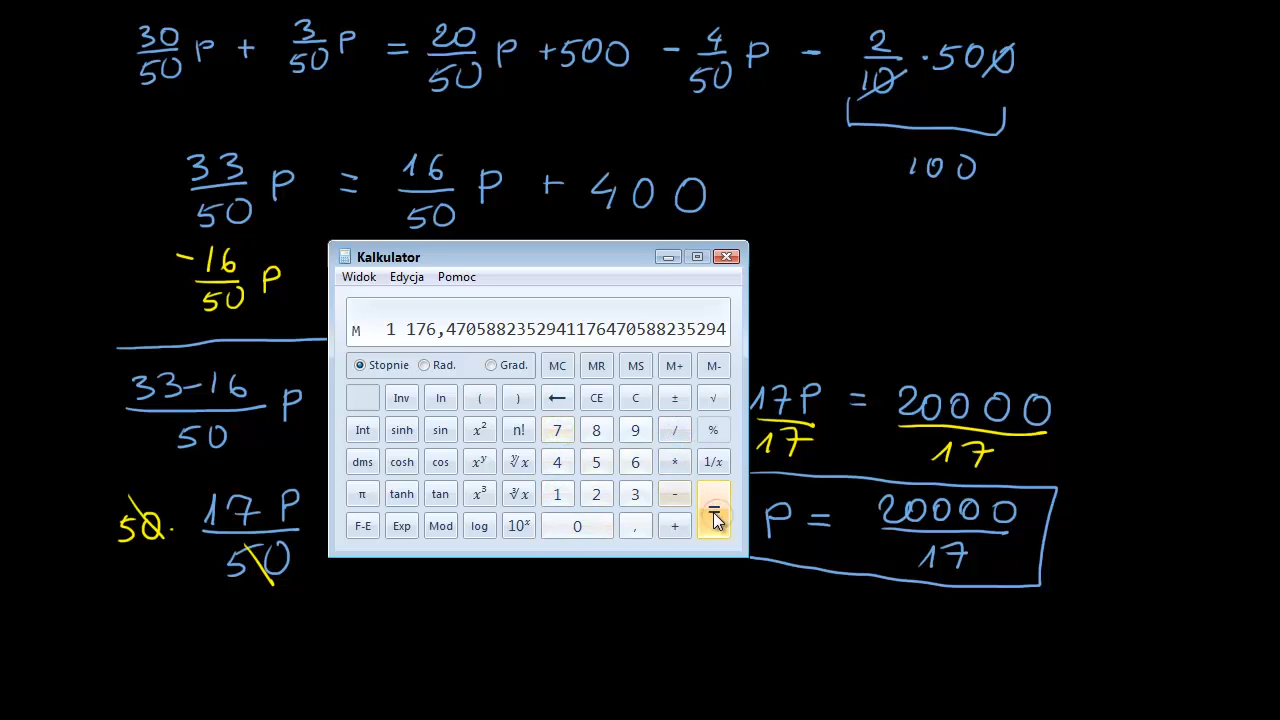 30/50 P + 3/50 P = 20/50 P + 500 - 4/50 P - 2/10 · 500
100
33/50 P = 16/50 P + 400
- 16/50 P
33-16/50 P
50 · 17P/50
17P/17 = 20000/17
P = 20000/17
Kalkulator
Widok Edycja Pomoc
M 1 176,4705882352941176470588235294
Stopnie Rad. Grad. MC MR MS M+ M-
Inv ln ( ) ← CE C ± √
Int sinh sin x² n! 7 8 9 / %
dms cosh cos xʸ ʸ√x 4 5 6 * 1/x
π tanh tan x³ ³√x 1 2 3 - =
F-E Exp Mod log 10ˣ 0 , +